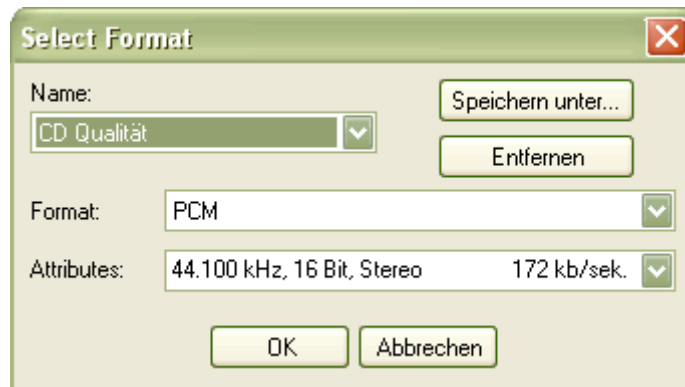 Select Format
Name:
CD Qualität
Speichern unter...
Entfernen
Format:
PCM
Attributes:
44.100 kHz, 16 Bit, Stereo 172 kb/sek.
OK
Abbrechen